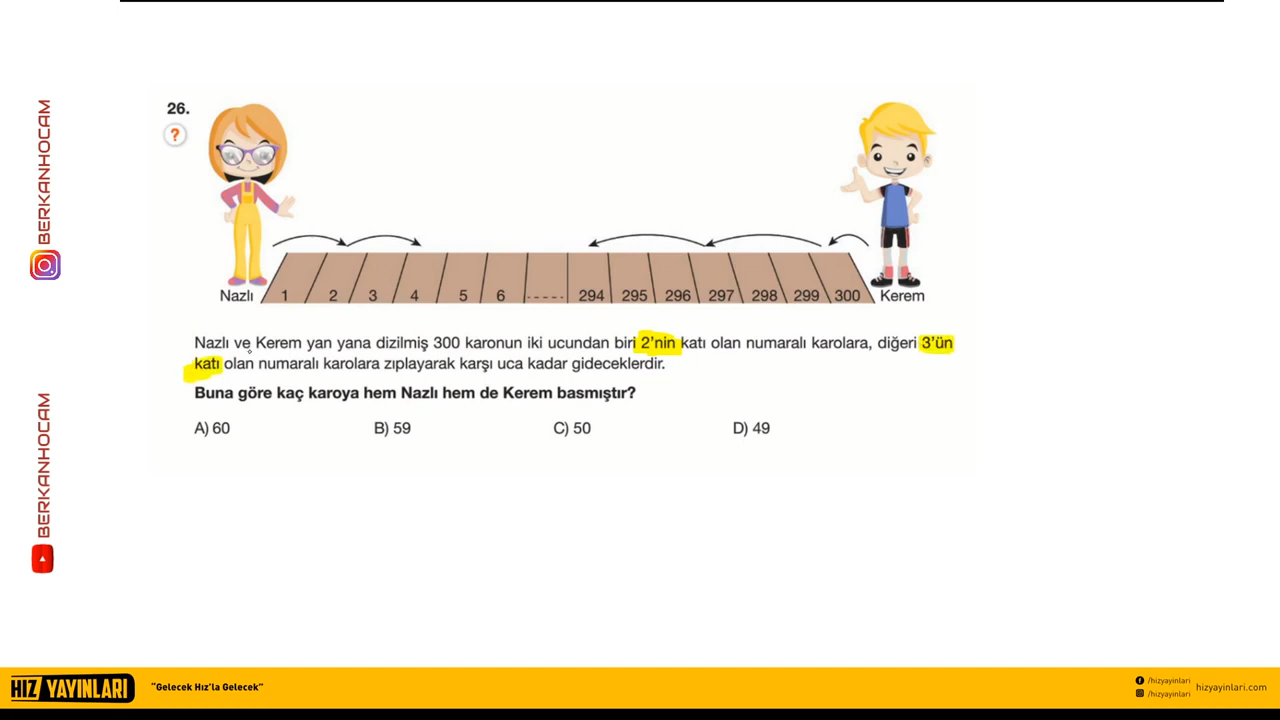 BERKANHOCAM
BERKANHOCAM
26.
?
Nazlı 1 2 3 4 5 6 ----- 294 295 296 297 298 299 300 Kerem
Nazlı ve Kerem yan yana dizilmiş 300 karonun iki ucundan biri 2'nin katı olan numaralı karolara, diğeri 3'ün
katı olan numaralı karolara zıplayarak karşı uca kadar gideceklerdir.
Buna göre kaç karoya hem Nazlı hem de Kerem basmıştır?
A) 60 B) 59 C) 50 D) 49
HIZ YAYINLARI "Gelecek Hız'la Gelecek"
/hizyayinlari
/hizyayinlari
hizyayinlari.com